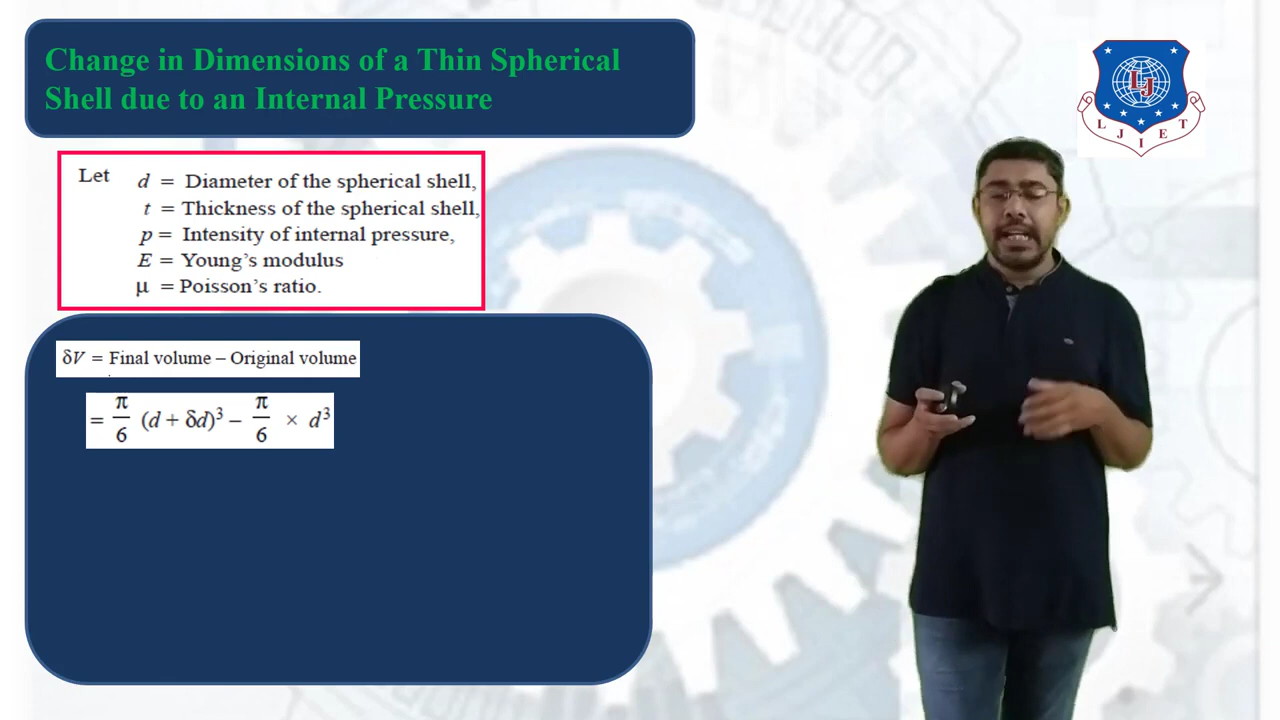 Change in Dimensions of a Thin Spherical
Shell due to an Internal Pressure
Let d = Diameter of the spherical shell,
t = Thickness of the spherical shell,
p = Intensity of internal pressure,
E = Young's modulus
μ = Poisson's ratio.
δV = Final volume – Original volume
= π/6 (d + δd)³ – π/6 × d³
LJ
L J I E T